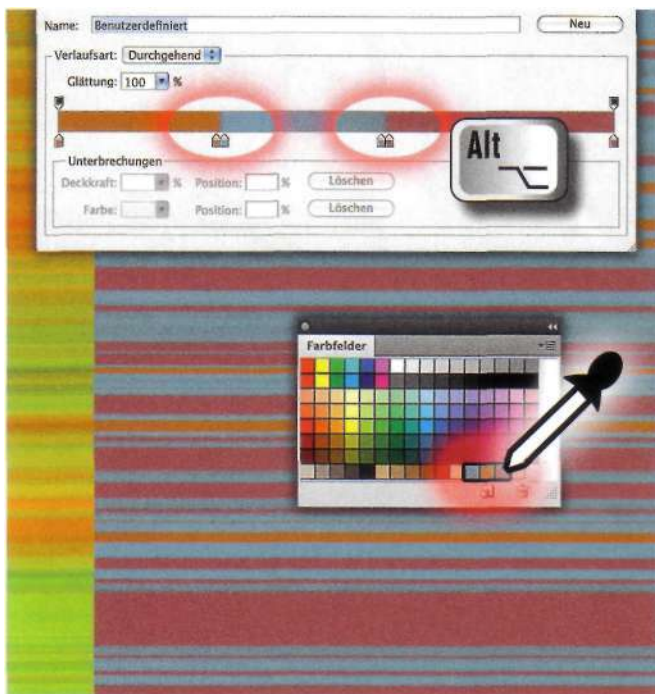 Name: Benutzerdefiniert Neu
Verlaufsart: Durchgehend
Glättung: 100 %
Unterbrechungen
Deckkraft: % Position: % Löschen
Farbe: Position: % Löschen
Alt
Farbfelder